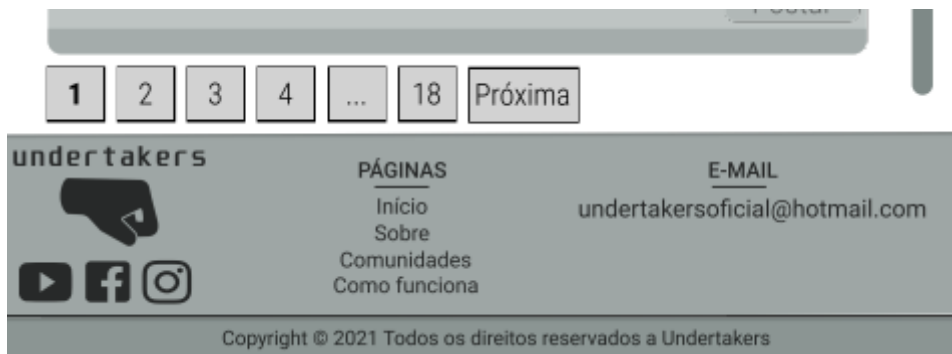 1 2 3 4 ... 18 Próxima
undertakers
PÁGINAS
Início
Sobre
Comunidades
Como funciona
E-MAIL
undertakersoficial@hotmail.com
Copyright © 2021 Todos os direitos reservados a Undertakers